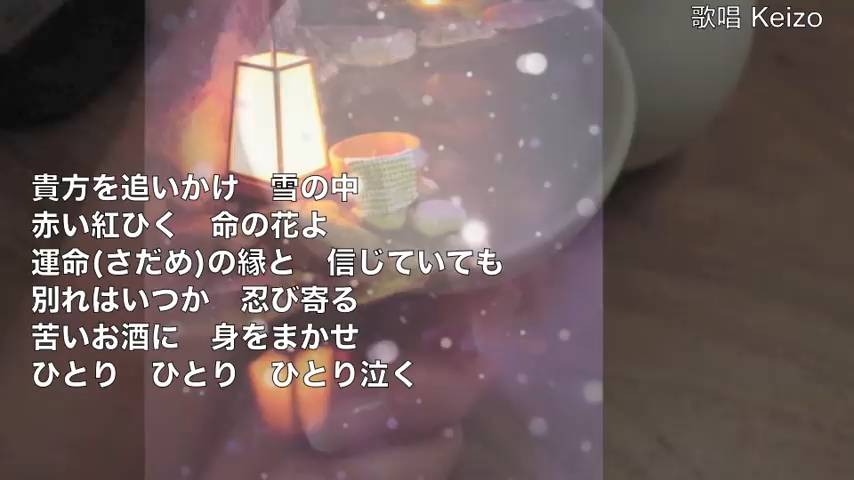 歌唱 Keizo
貴方を追いかけ　雪の中
赤い紅ひく　命の花よ
運命(さだめ)の縁と　信じていても
別れはいつか　忍び寄る
苦いお酒に　身をまかせ
ひとり　ひとり　ひとり泣く